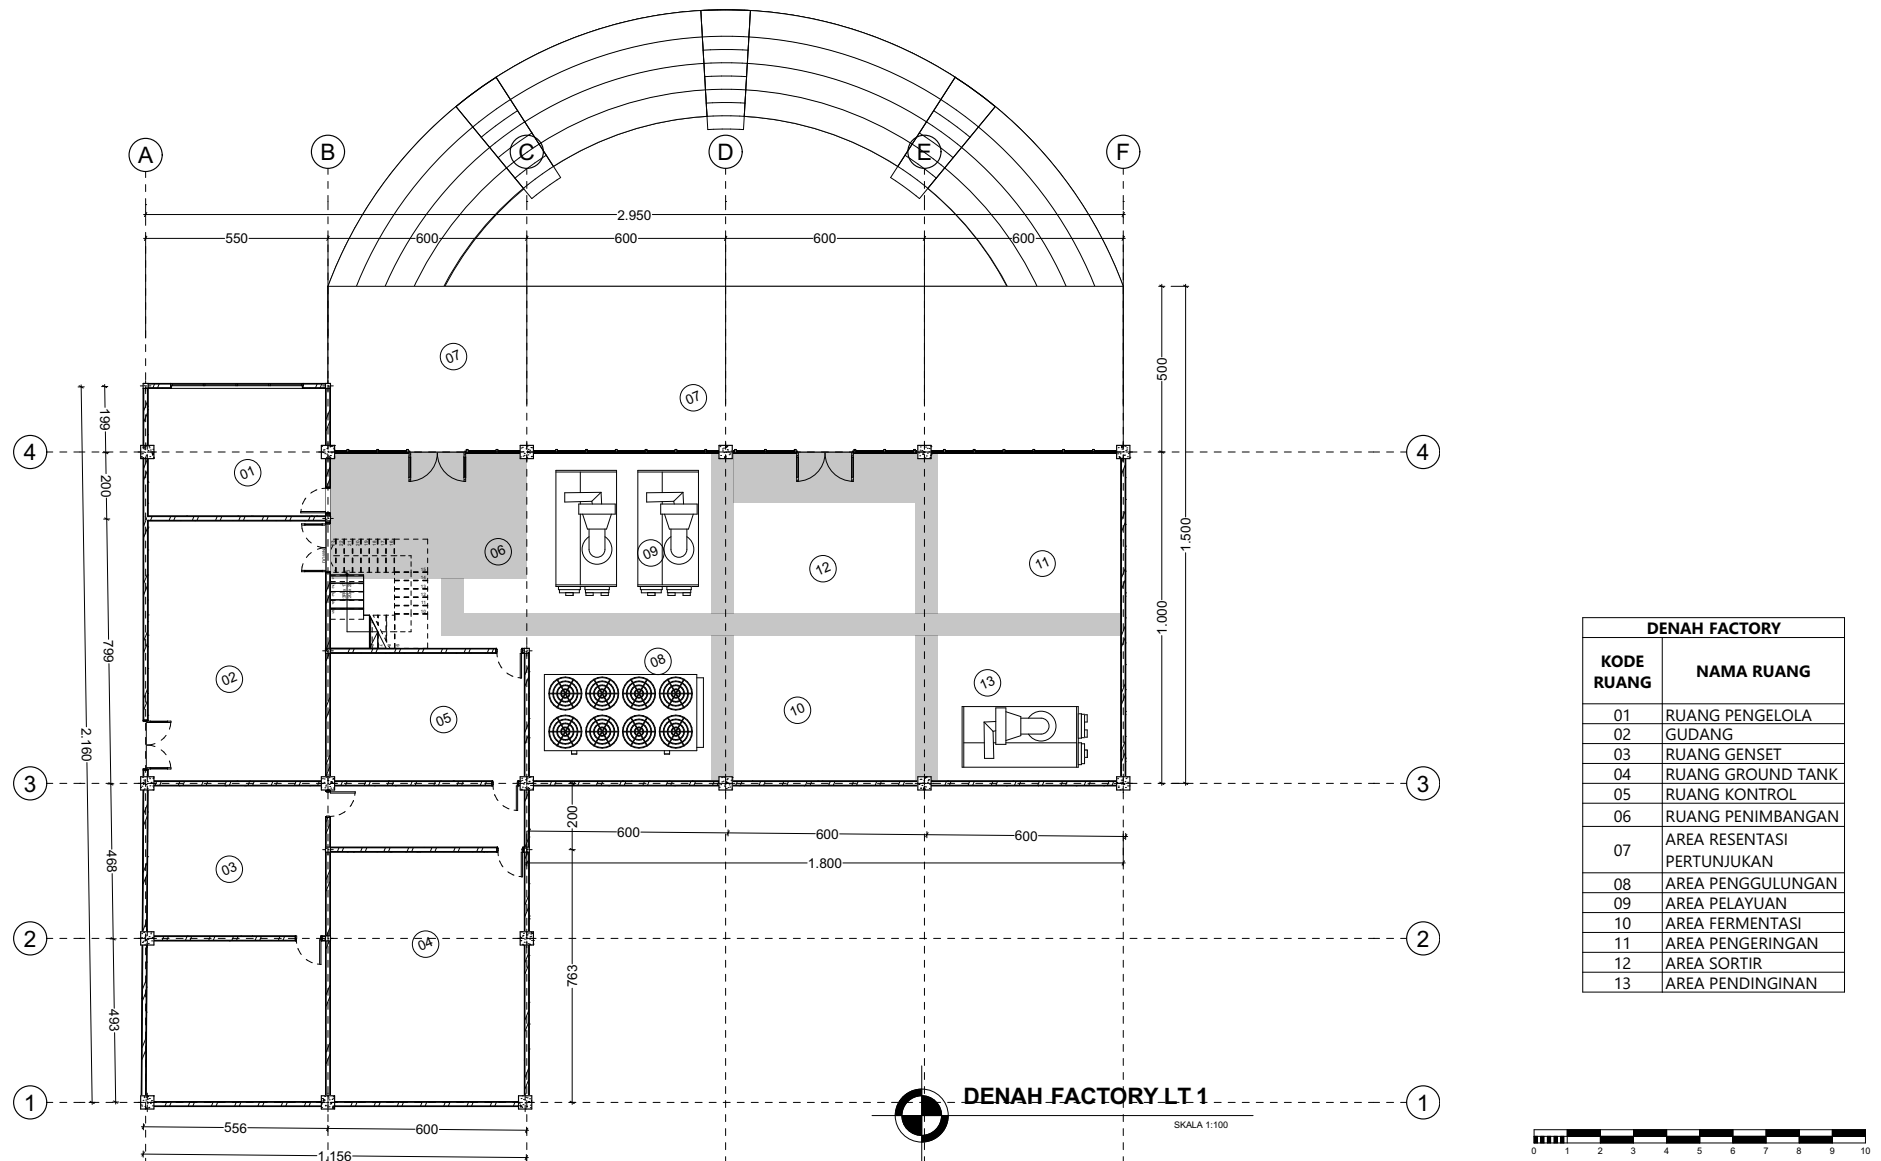 A
B
C
D
E
F
2.950
550
600
600
600
600
07
07
500
199
4
4
01
200
1.500
06
09
12
11
1.000
799
02
08
13
05
10
2.160
3
3
200
600
600
600
1.800
468
03
2
04
2
763
493
1
1
556
600
1.156
DENAH FACTORY LT 1
SKALA 1:100
DENAH FACTORY
KODE RUANG
NAMA RUANG
01 RUANG PENGELOLA
02 GUDANG
03 RUANG GENSET
04 RUANG GROUND TANK
05 RUANG KONTROL
06 RUANG PENIMBANGAN
07 AREA RESENTASI
PERTUNJUKAN
08 AREA PENGGULUNGAN
09 AREA PELAYUAN
10 AREA FERMENTASI
11 AREA PENGERINGAN
12 AREA SORTIR
13 AREA PENDINGINAN
0 1 2 3 4 5 6 7 8 9 10